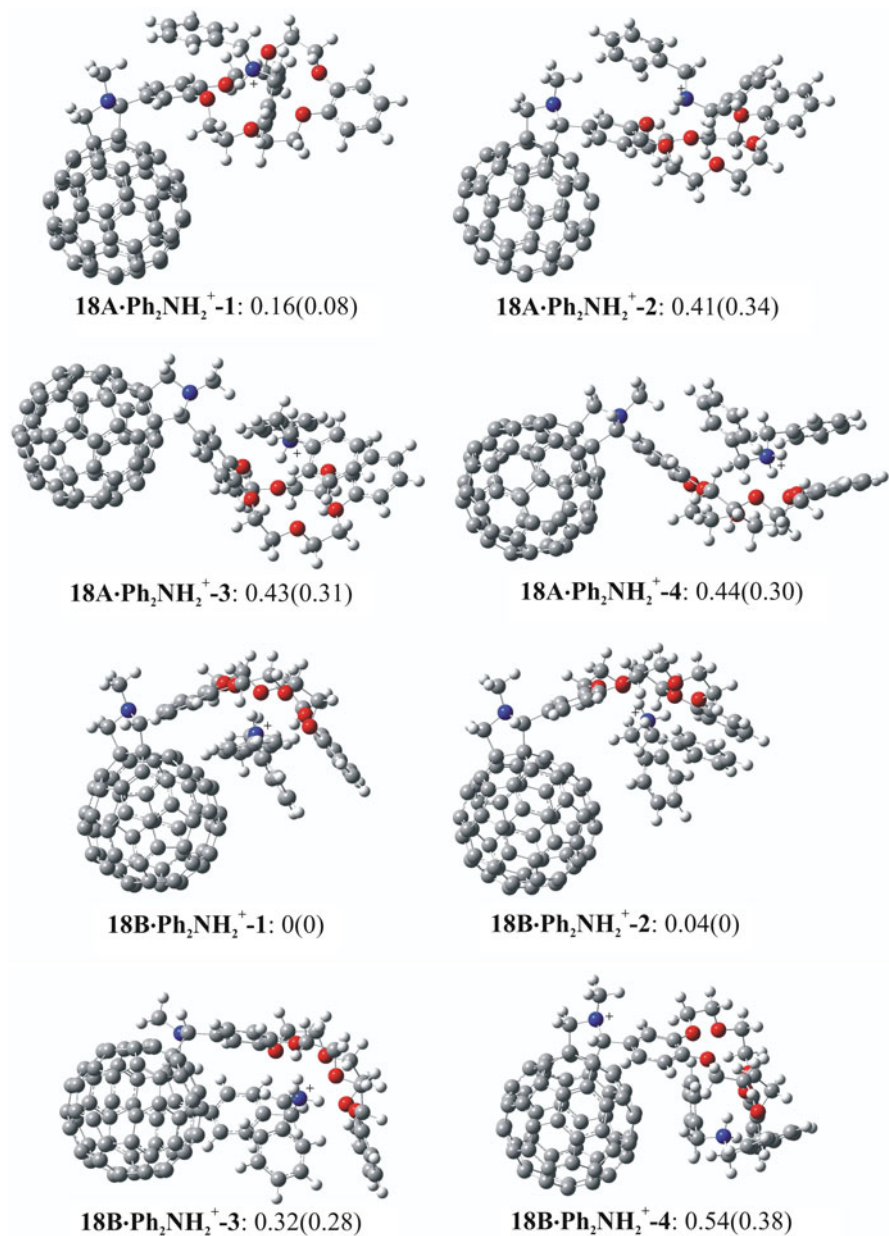 18A·Ph₂NH₂⁺-1: 0.16(0.08)
18A·Ph₂NH₂⁺-2: 0.41(0.34)
18A·Ph₂NH₂⁺-3: 0.43(0.31)
18A·Ph₂NH₂⁺-4: 0.44(0.30)
18B·Ph₂NH₂⁺-1: 0(0)
18B·Ph₂NH₂⁺-2: 0.04(0)
18B·Ph₂NH₂⁺-3: 0.32(0.28)
18B·Ph₂NH₂⁺-4: 0.54(0.38)